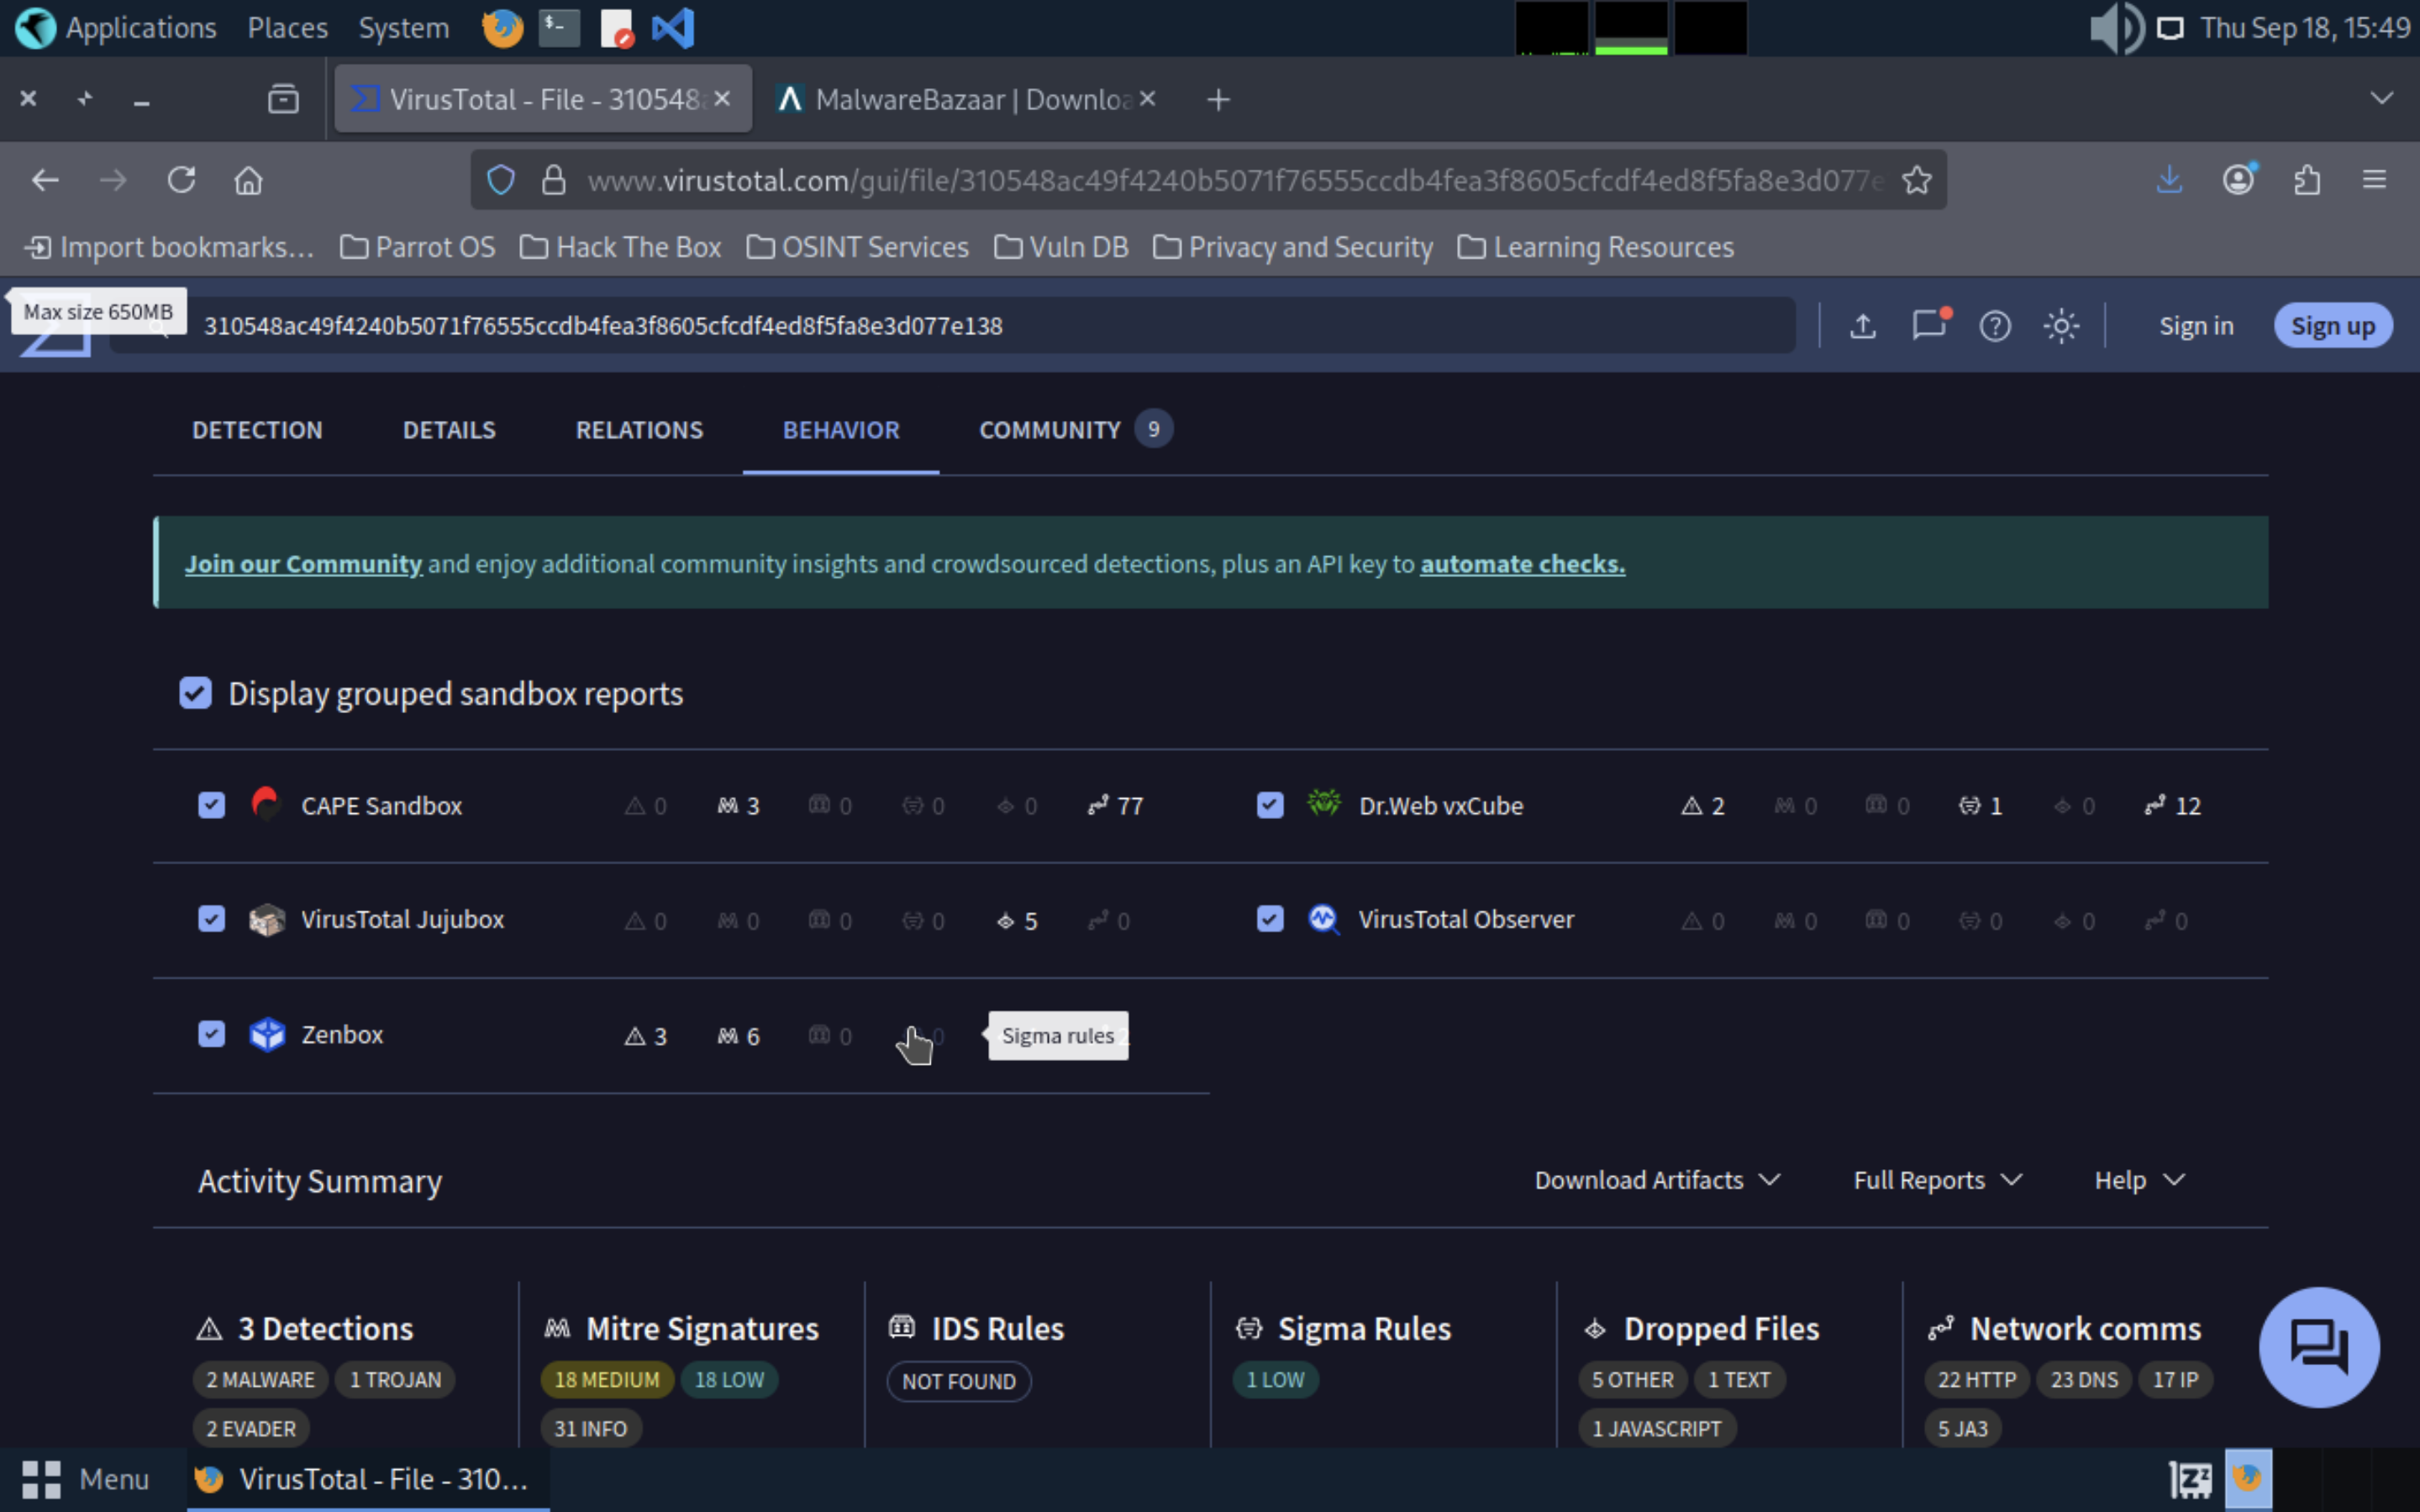 Applications Places System Thu Sep 18, 15:49
VirusTotal - File - 310548 MalwareBazaar | Downloa
www.virustotal.com/gui/file/310548ac49f4240b5071f76555ccdb4fea3f8605cfcdf4ed8f5fa8e3d077e
Import bookmarks... Parrot OS Hack The Box OSINT Services Vuln DB Privacy and Security Learning Resources
Max size 650MB
310548ac49f4240b5071f76555ccdb4fea3f8605cfcdf4ed8f5fa8e3d077e138 Sign in Sign up
DETECTION DETAILS RELATIONS BEHAVIOR COMMUNITY 9
Join our Community and enjoy additional community insights and crowdsourced detections, plus an API key to automate checks.
Display grouped sandbox reports
CAPE Sandbox 0 3 0 0 0 77 Dr.Web vxCube 2 0 0 1 0 12
VirusTotal Jujubox 0 0 0 0 5 0 VirusTotal Observer 0 0 0 0 0 0
Zenbox 3 6 0 0 Sigma rules
Activity Summary Download Artifacts Full Reports Help
3 Detections Mitre Signatures IDS Rules Sigma Rules Dropped Files Network comms
2 MALWARE 1 TROJAN 18 MEDIUM 18 LOW NOT FOUND 1 LOW 5 OTHER 1 TEXT 22 HTTP 23 DNS 17 IP
2 EVADER 31 INFO 1 JAVASCRIPT 5 JA3
Menu VirusTotal - File - 310...